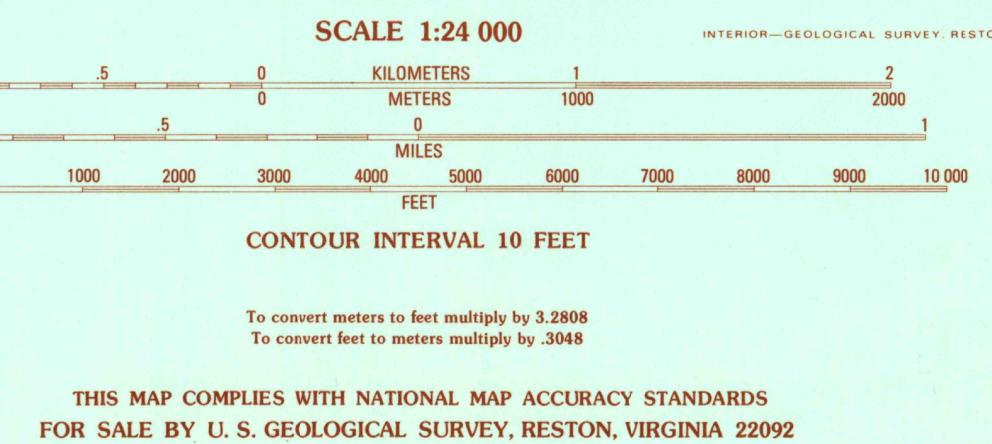 SCALE 1:24 000
INTERIOR—GEOLOGICAL SURVEY. RESTO
.5 0 KILOMETERS 1 2
0 METERS 1000 2000
.5 0 1
MILES
1000 2000 3000 4000 5000 6000 7000 8000 9000 10 000
FEET
CONTOUR INTERVAL 10 FEET
To convert meters to feet multiply by 3.2808
To convert feet to meters multiply by .3048
THIS MAP COMPLIES WITH NATIONAL MAP ACCURACY STANDARDS
FOR SALE BY U. S. GEOLOGICAL SURVEY, RESTON, VIRGINIA 22092